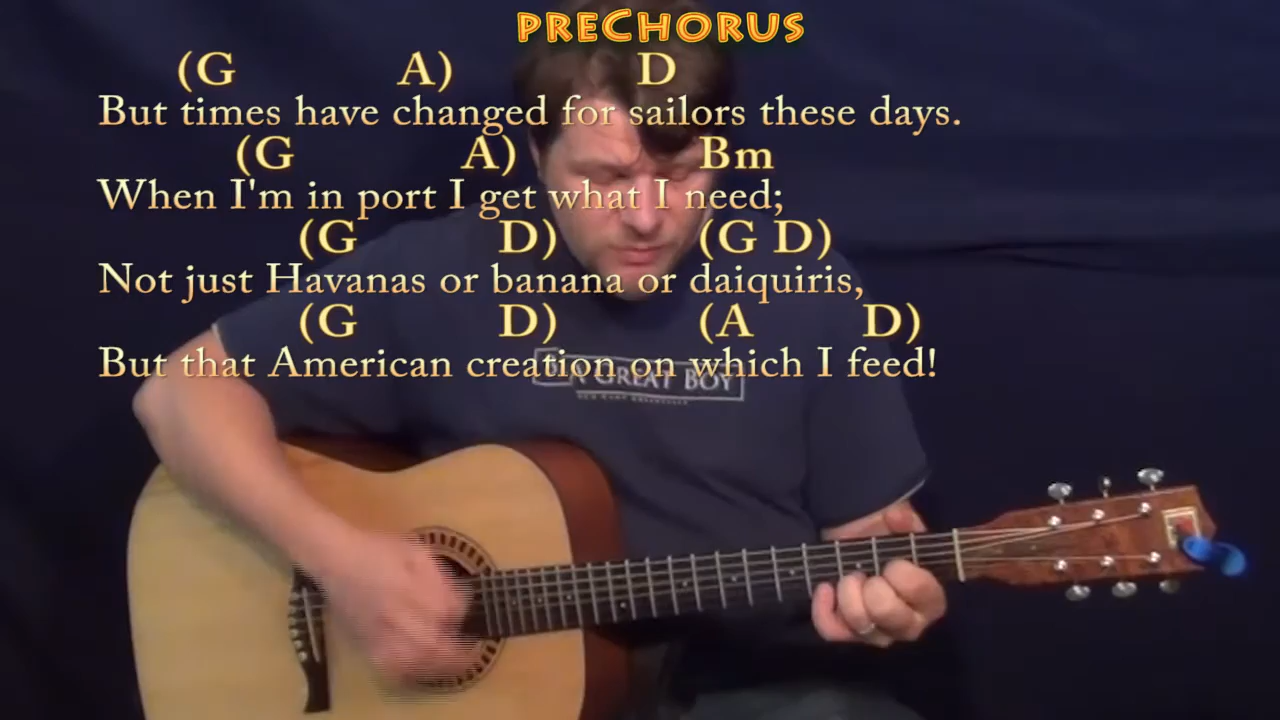 PRECHORUS
(G A) D
But times have changed for sailors these days.
(G A) Bm
When I'm in port I get what I need;
(G D) (G D)
Not just Havanas or banana or daiquiris,
(G D) (A D)
But that American creation on which I feed!
A GREAT BOY